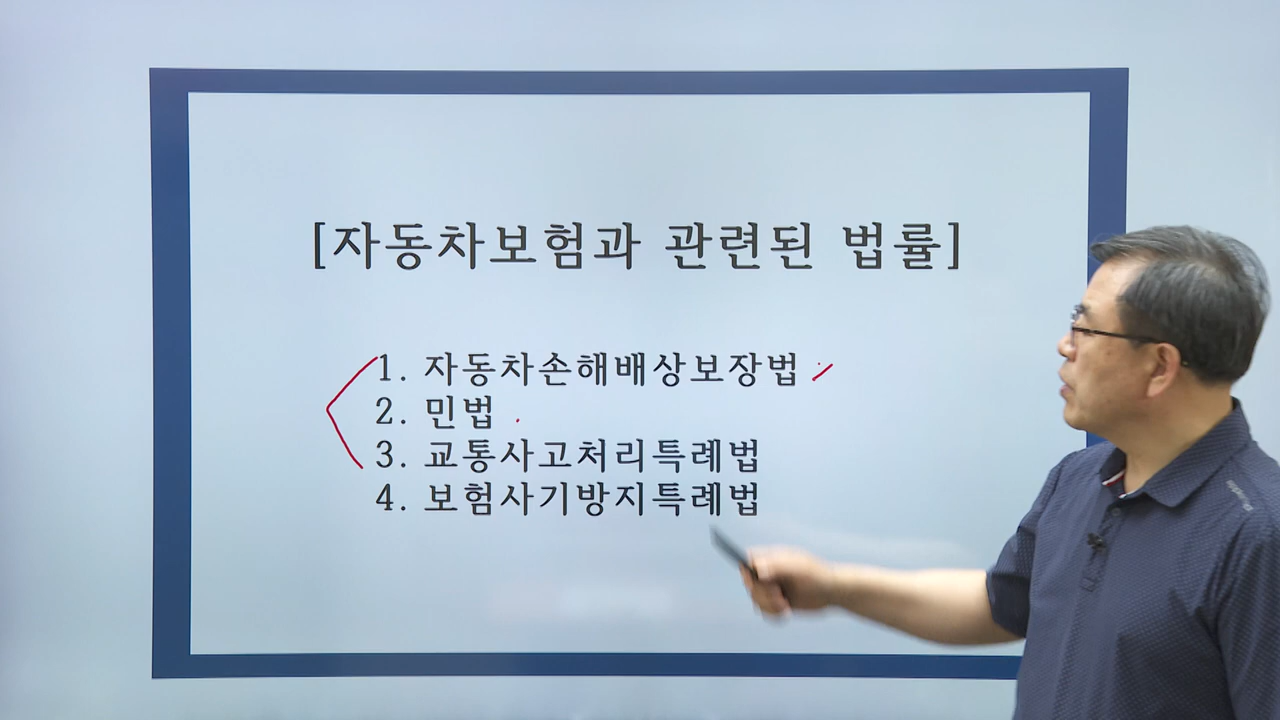 [자동차보험과 관련된 법률]
1. 자동차손해배상보장법
2. 민법
3. 교통사고처리특례법
4. 보험사기방지특례법